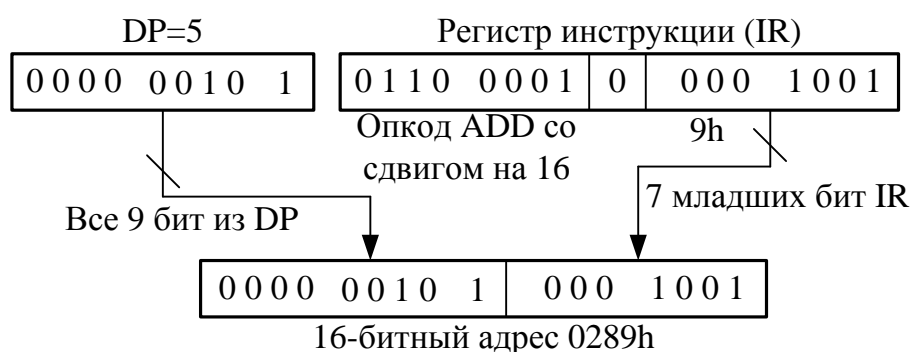 DP=5
Регистр инструкции (IR)
0000 0010 1
0110 0001 0 000 1001
Опкод ADD со
сдвигом на 16
9h
7 младших бит IR
Все 9 бит из DP
0000 0010 1 000 1001
16-битный адрес 0289h